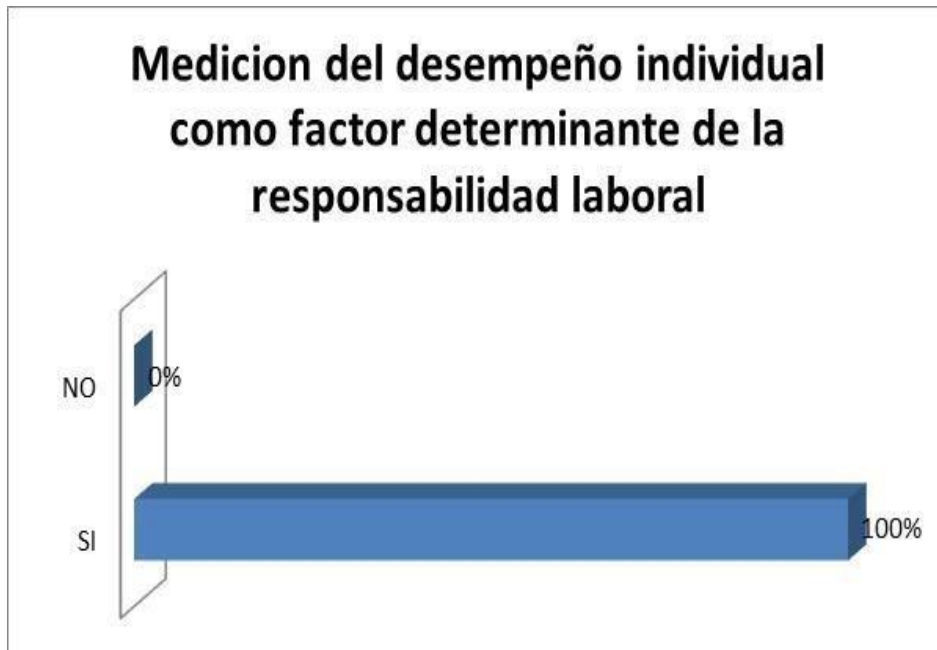 Medicion del desempeño individual
como factor determinante de la
responsabilidad laboral
NO
0%
SI
100%